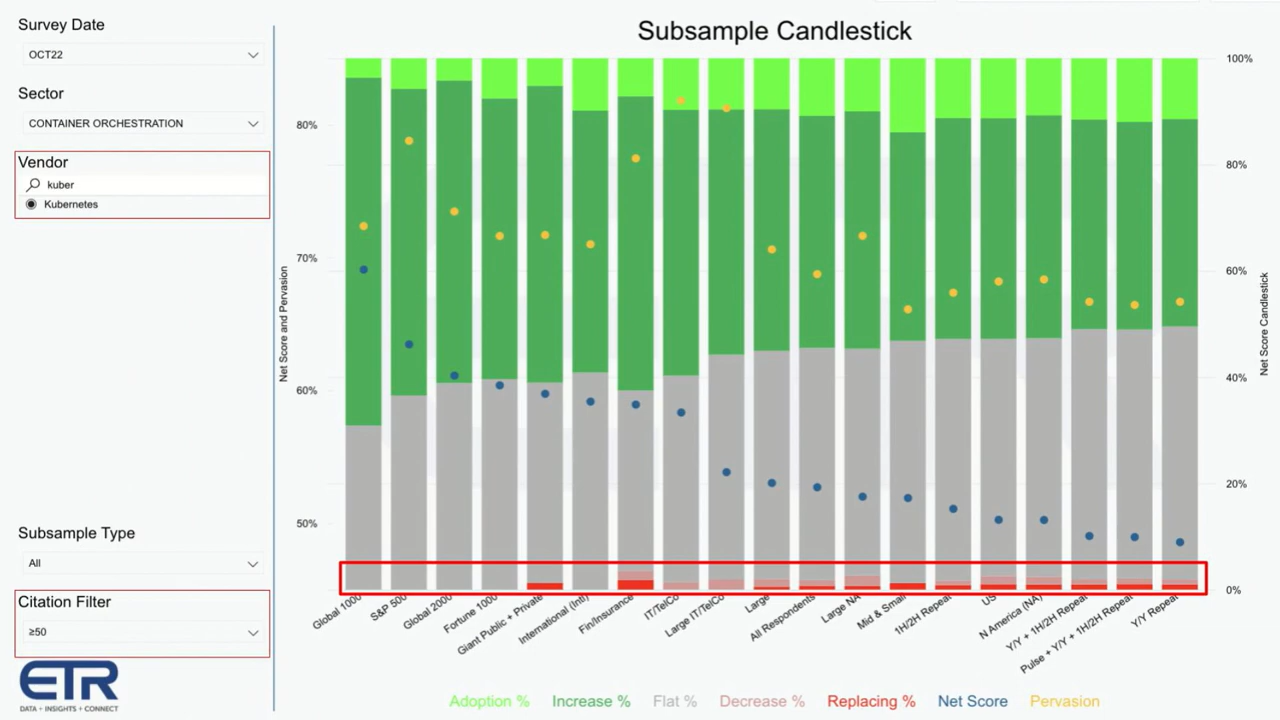 Survey Date
OCT22
Sector
CONTAINER ORCHESTRATION
Vendor
kuber
Kubernetes
Subsample Type
All
Citation Filter
≥50
ETR
DATA + INSIGHTS + CONNECT
Subsample Candlestick
Net Score and Pervasion
80%
70%
60%
50%
100%
80%
60%
40%
20%
0%
Net Score Candlestick
Global 1000
S&P 500
Global 2000
Fortune 1000
Giant Public + Private
International (Intl)
Fin/Insurance
IT/TelCo
Large IT/TelCo
Large
All Respondents
Large NA
Mid & Small
1H/2H Repeat
US
N America (NA)
Y/Y + 1H/2H Repeat
Pulse + Y/Y + 1H/2H Repeat
Y/Y Repeat
Adoption % Increase % Flat % Decrease % Replacing % Net Score Pervasion